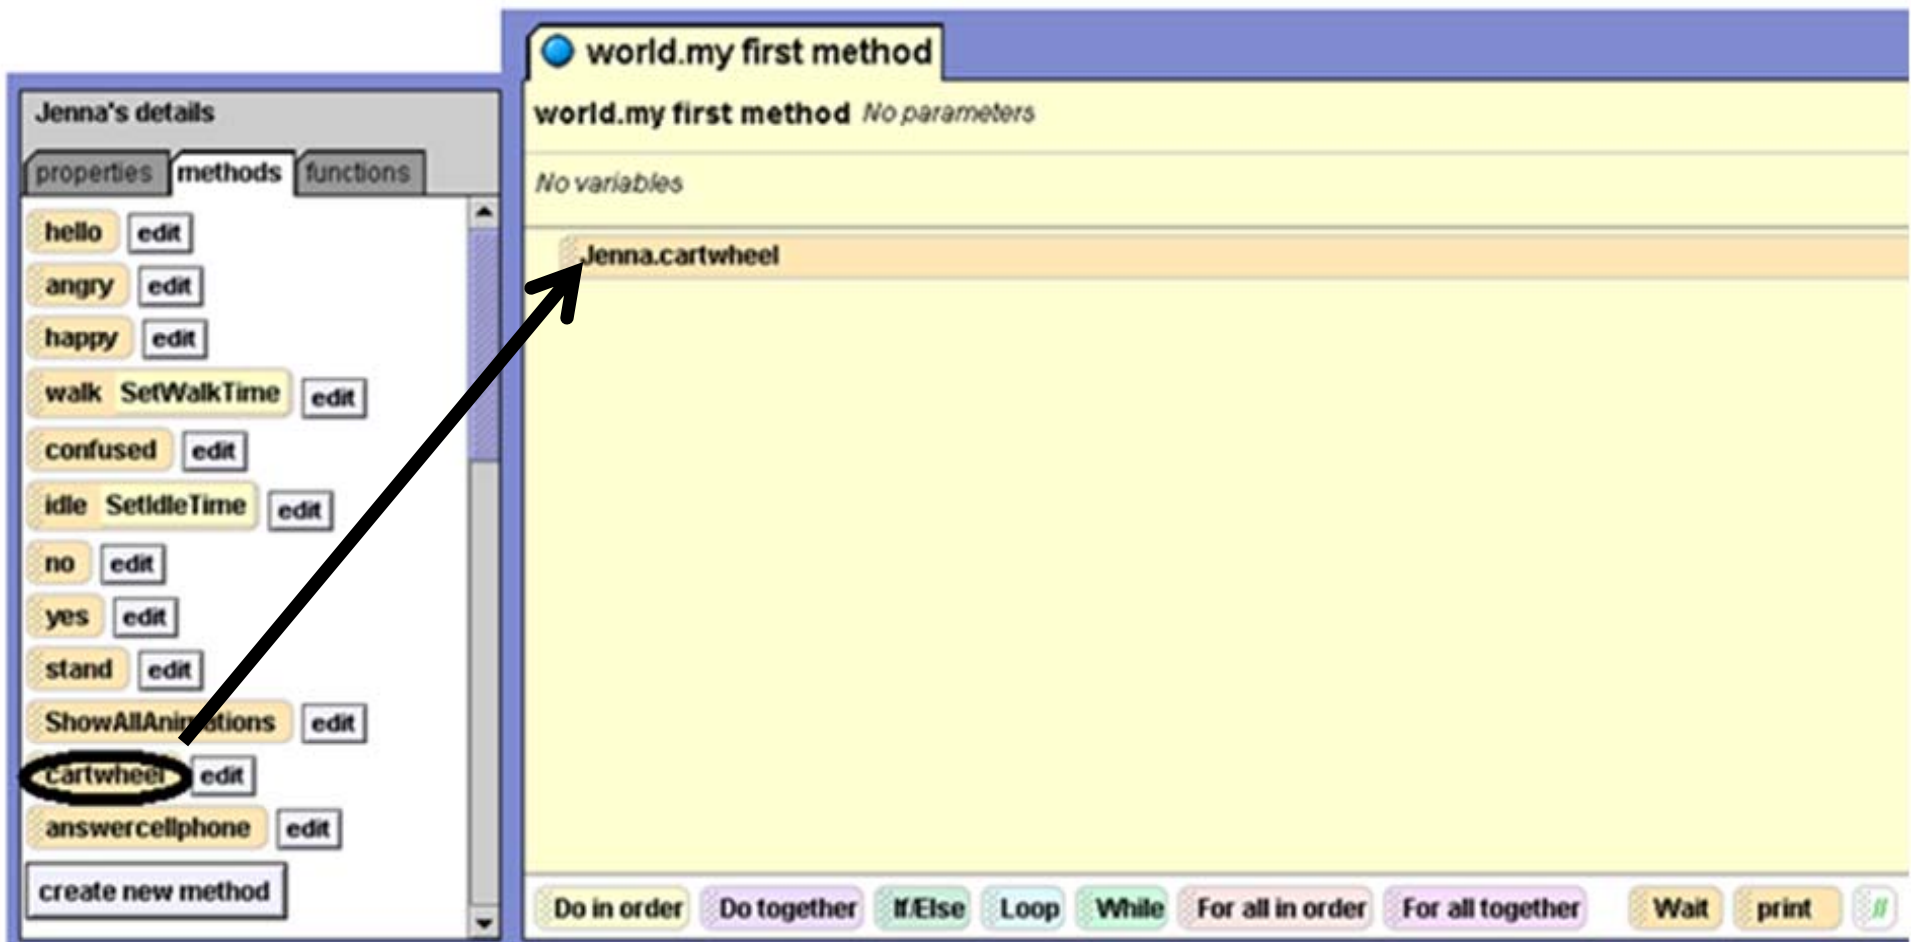 world.my first method
Jenna's details
properties methods functions
hello edit
angry edit
happy edit
walk SetWalkTime edit
confused edit
idle SetIdleTime edit
no edit
yes edit
stand edit
ShowAllAnimations edit
cartwheel edit
answercellphone edit
create new method
world.my first method No parameters
No variables
Jenna.cartwheel
Do in order Do together If/Else Loop While For all in order For all together Wait print //